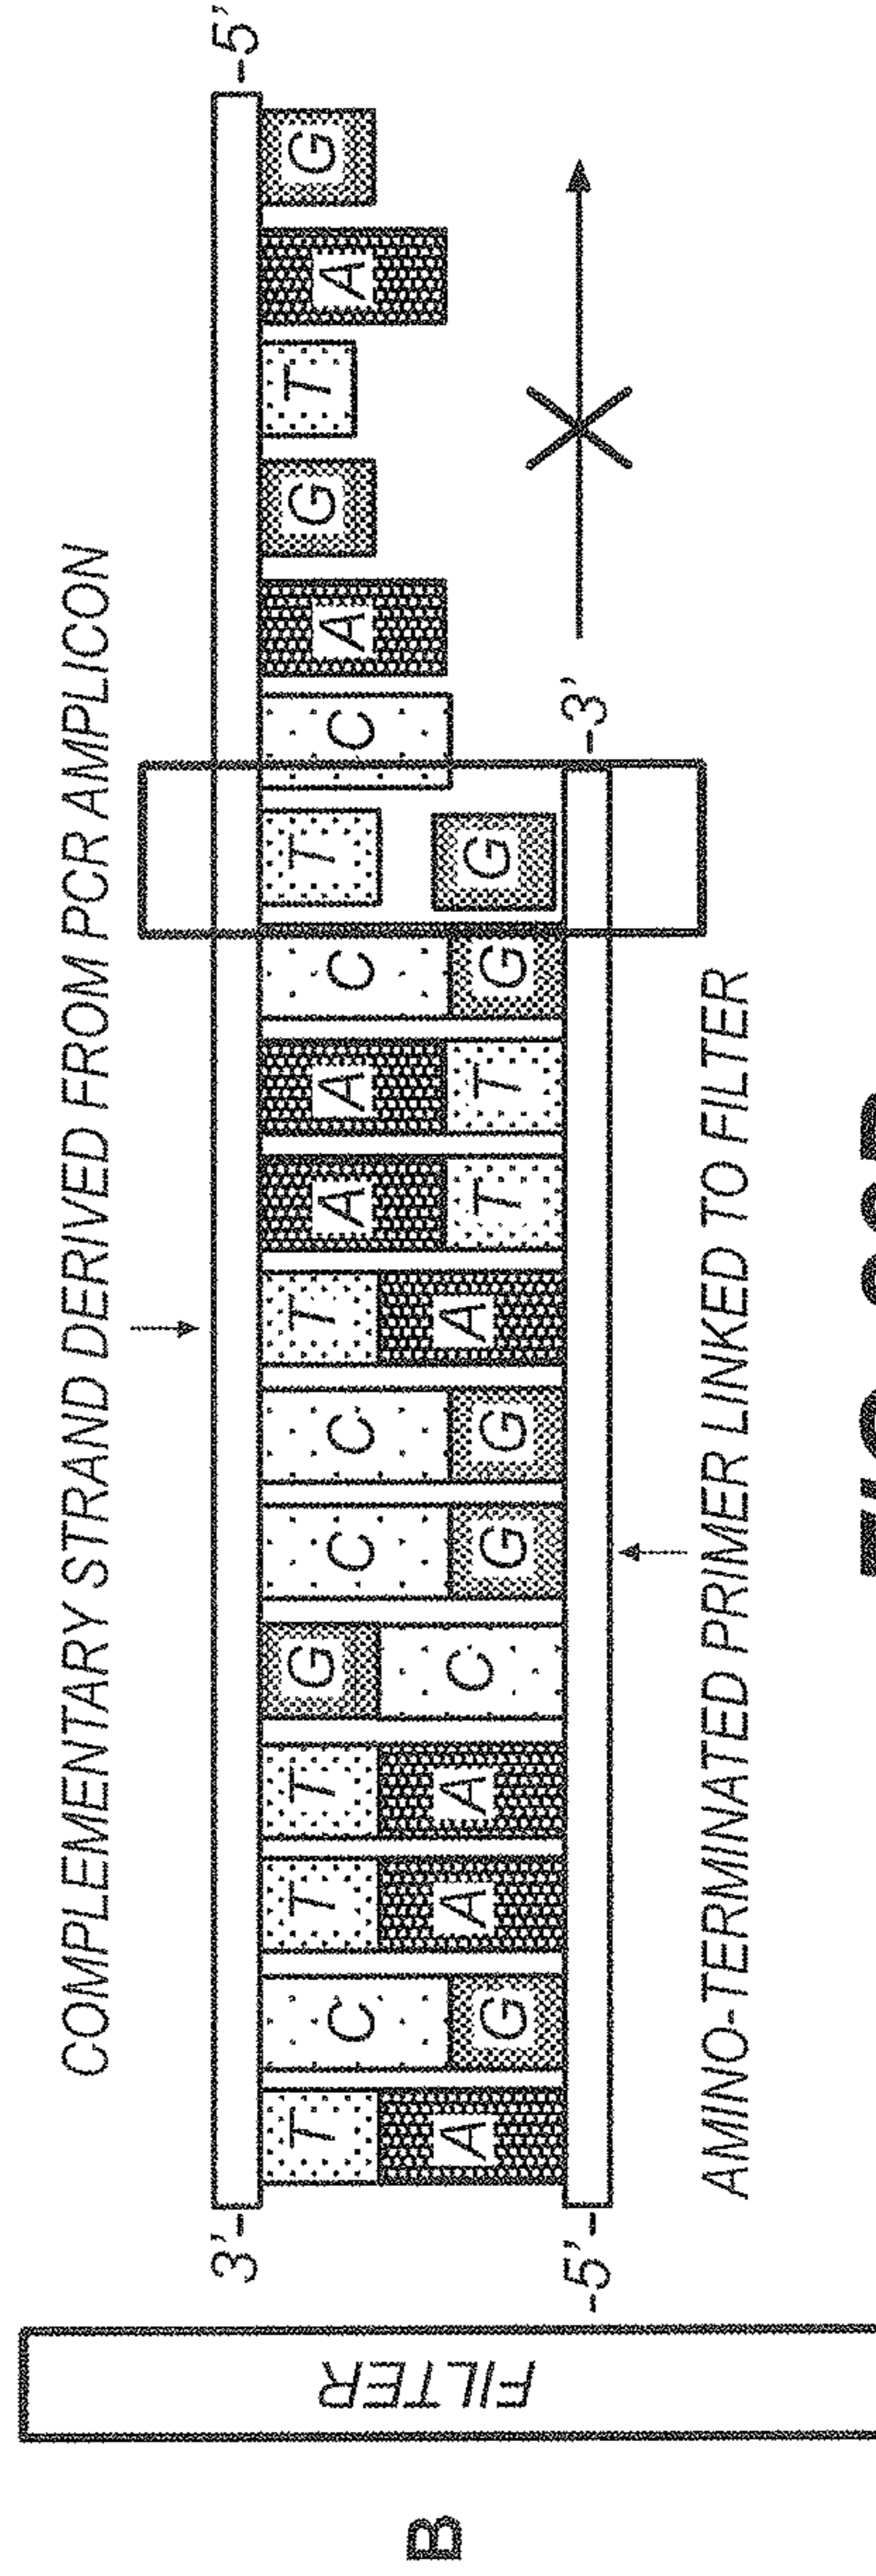 B
FILTER
COMPLEMENTARY STRAND DERIVED FROM PCR AMPLICON
3'- -5'
T C T T G C C T A A C T C A G T A G
A G A A C G G A T T G G
-5'- -3'
AMINO-TERMINATED PRIMER LINKED TO FILTER